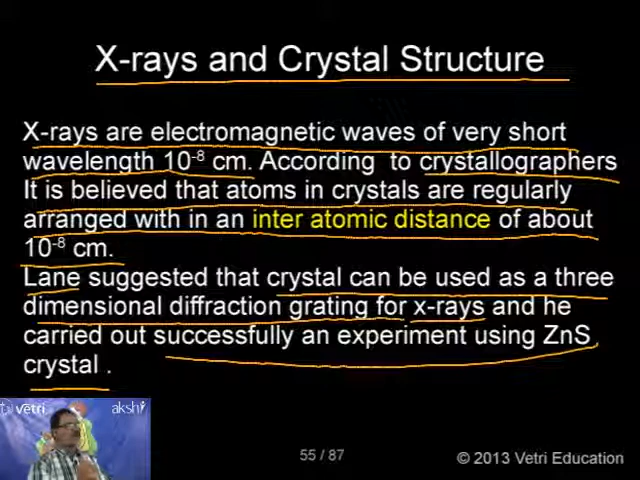 X-rays and Crystal Structure
X-rays are electromagnetic waves of very short
wavelength 10⁻⁸ cm. According to crystallographers
It is believed that atoms in crystals are regularly
arranged with in an inter atomic distance of about
10⁻⁸ cm.
Lane suggested that crystal can be used as a three
dimensional diffraction grating for x-rays and he
carried out successfully an experiment using ZnS
crystal .
vetri akshi
55 / 87
© 2013 Vetri Education